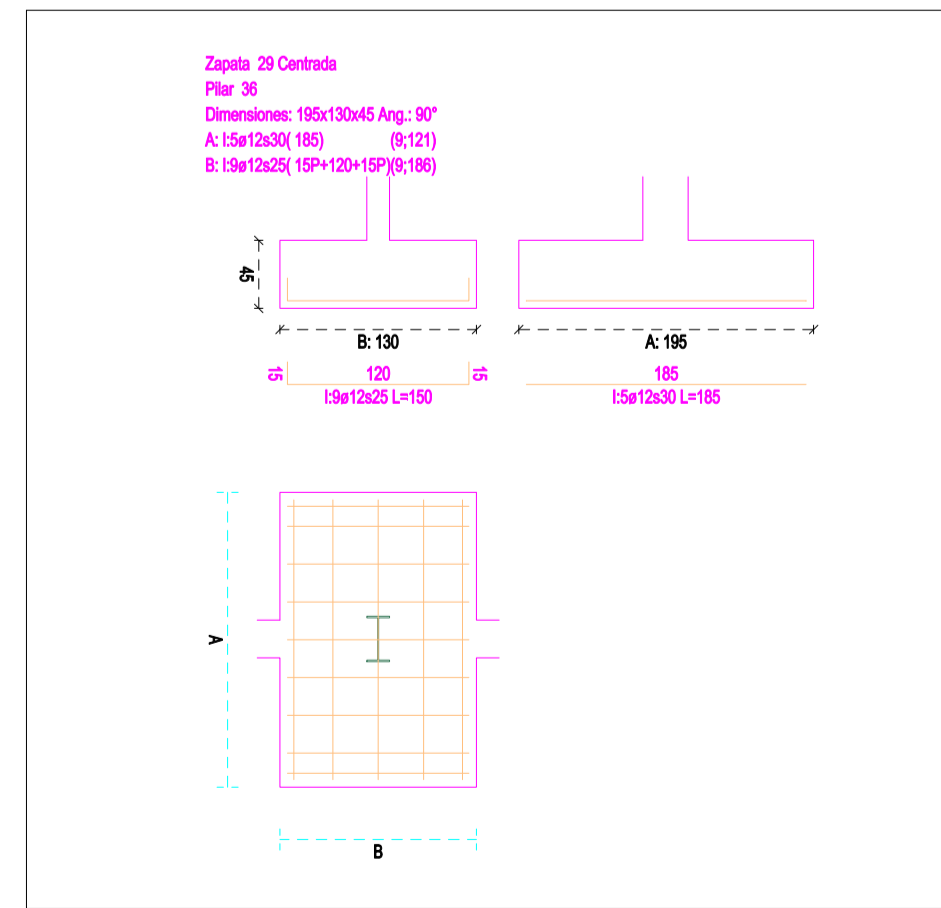 Zapata 29 Centrada
Pilar 36
Dimensiones: 195x130x45 Ang.: 90°
A: I:5ø12s30( 185) (9;121)
B: I:9ø12s25( 15P+120+15P)(9;186)
45
B: 130
A: 195
15 120 15
I:9ø12s25 L=150
185
I:5ø12s30 L=185
A
B